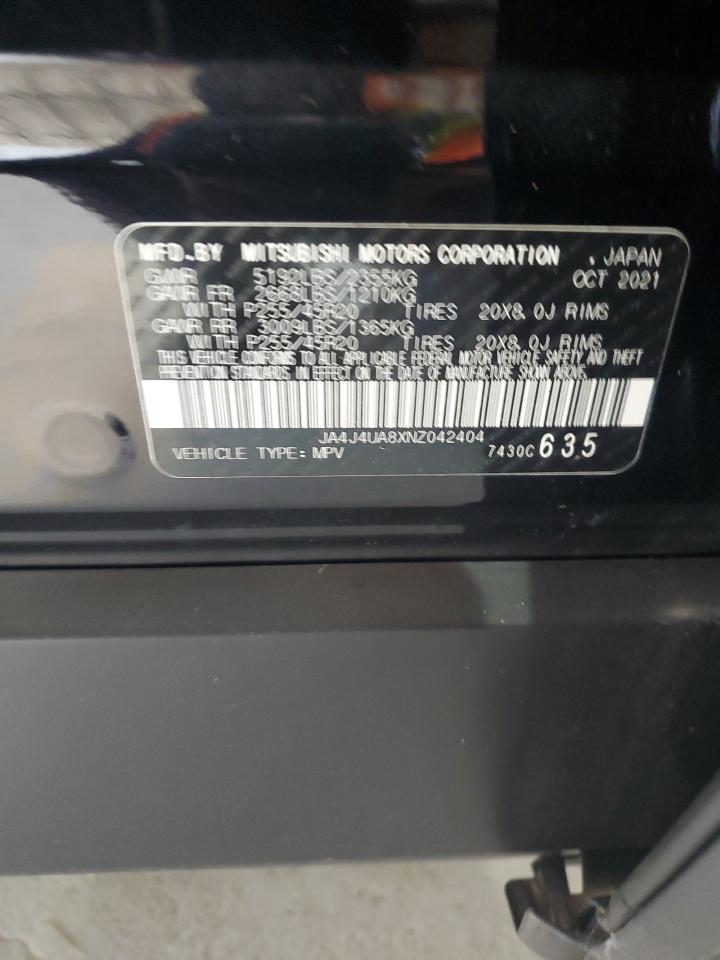 MFD.BY MITSUBISHI MOTORS CORPORATION , JAPAN
GVWR 5192LBS/2355KG OCT 2021
GAWR FR 2668LBS/1210KG
WITH P255/45R20 TIRES 20X8.0J RIMS
GAWR RR 3009LBS/1365KG
WITH P255/45R20 TIRES 20X8.0J RIMS
THIS VEHICLE CONFORMS TO ALL APPLICABLE FEDERAL MOTOR VEHICLE SAFETY AND THEFT
PREVENTION STANDARDS IN EFFECT ON THE DATE OF MANUFACTURE SHOWN ABOVE.
JA4J4UA8XNZ042404
VEHICLE TYPE:MPV 7430C 635